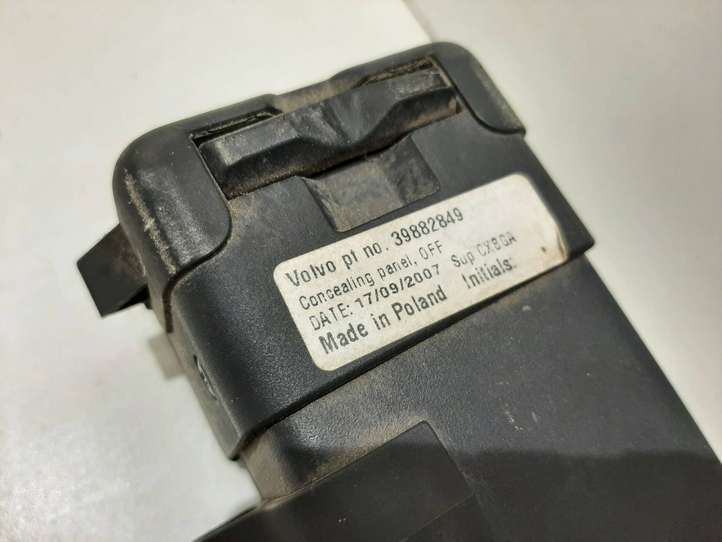 Volvo pt no. 39882849
Concealing panel, OFF
DATE: 17/09/2007 Sup CXBGA
Made in Poland Initials: